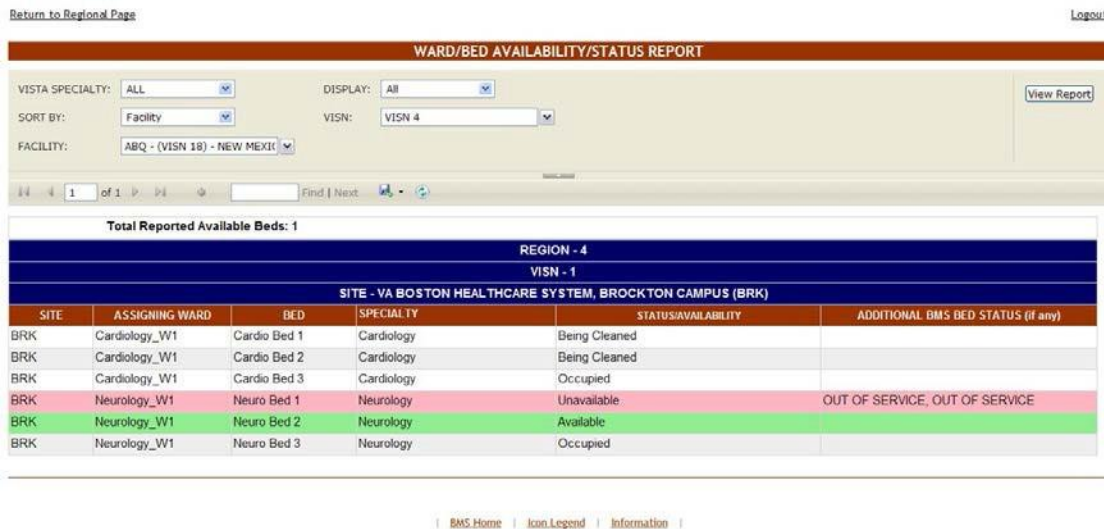 Return to Regional Page Logout
WARD/BED AVAILABILITY/STATUS REPORT
VISTA SPECIALTY: ALL DISPLAY: All View Report
SORT BY: Facility VISN: VISN 4
FACILITY: ABQ - (VISN 18) - NEW MEXI(
1 of 1 Find | Next
Total Reported Available Beds: 1
REGION - 4
VISN - 1
SITE - VA BOSTON HEALTHCARE SYSTEM, BROCKTON CAMPUS (BRK)
SITE ASSIGNING WARD BED SPECIALTY STATUS/AVAILABILITY ADDITIONAL BMS BED STATUS (if any)
BRK Cardiology_W1 Cardio Bed 1 Cardiology Being Cleaned
BRK Cardiology_W1 Cardio Bed 2 Cardiology Being Cleaned
BRK Cardiology_W1 Cardio Bed 3 Cardiology Occupied
BRK Neurology_W1 Neuro Bed 1 Neurology Unavailable OUT OF SERVICE, OUT OF SERVICE
BRK Neurology_W1 Neuro Bed 2 Neurology Available
BRK Neurology_W1 Neuro Bed 3 Neurology Occupied
| BMS Home | Icon Legend | Information |